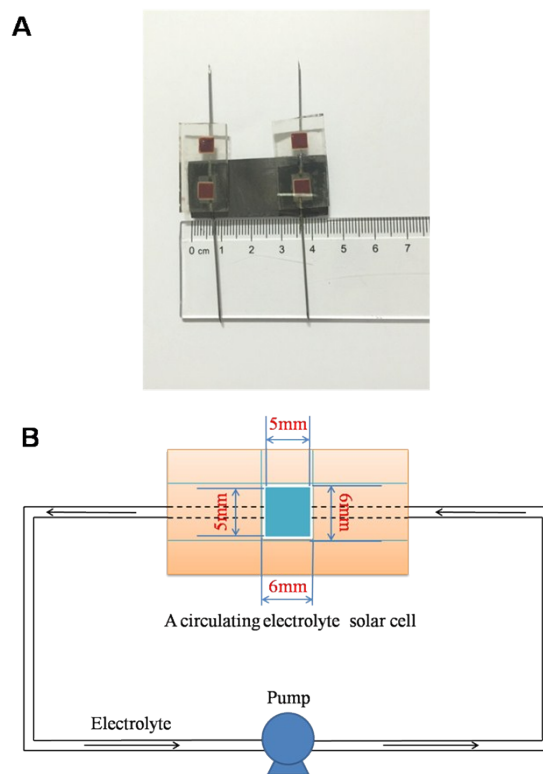 A
0 cm 1 2 3 4 5 6 7
B
5mm
5mm
6mm
6mm
A circulating electrolyte solar cell
Pump
Electrolyte